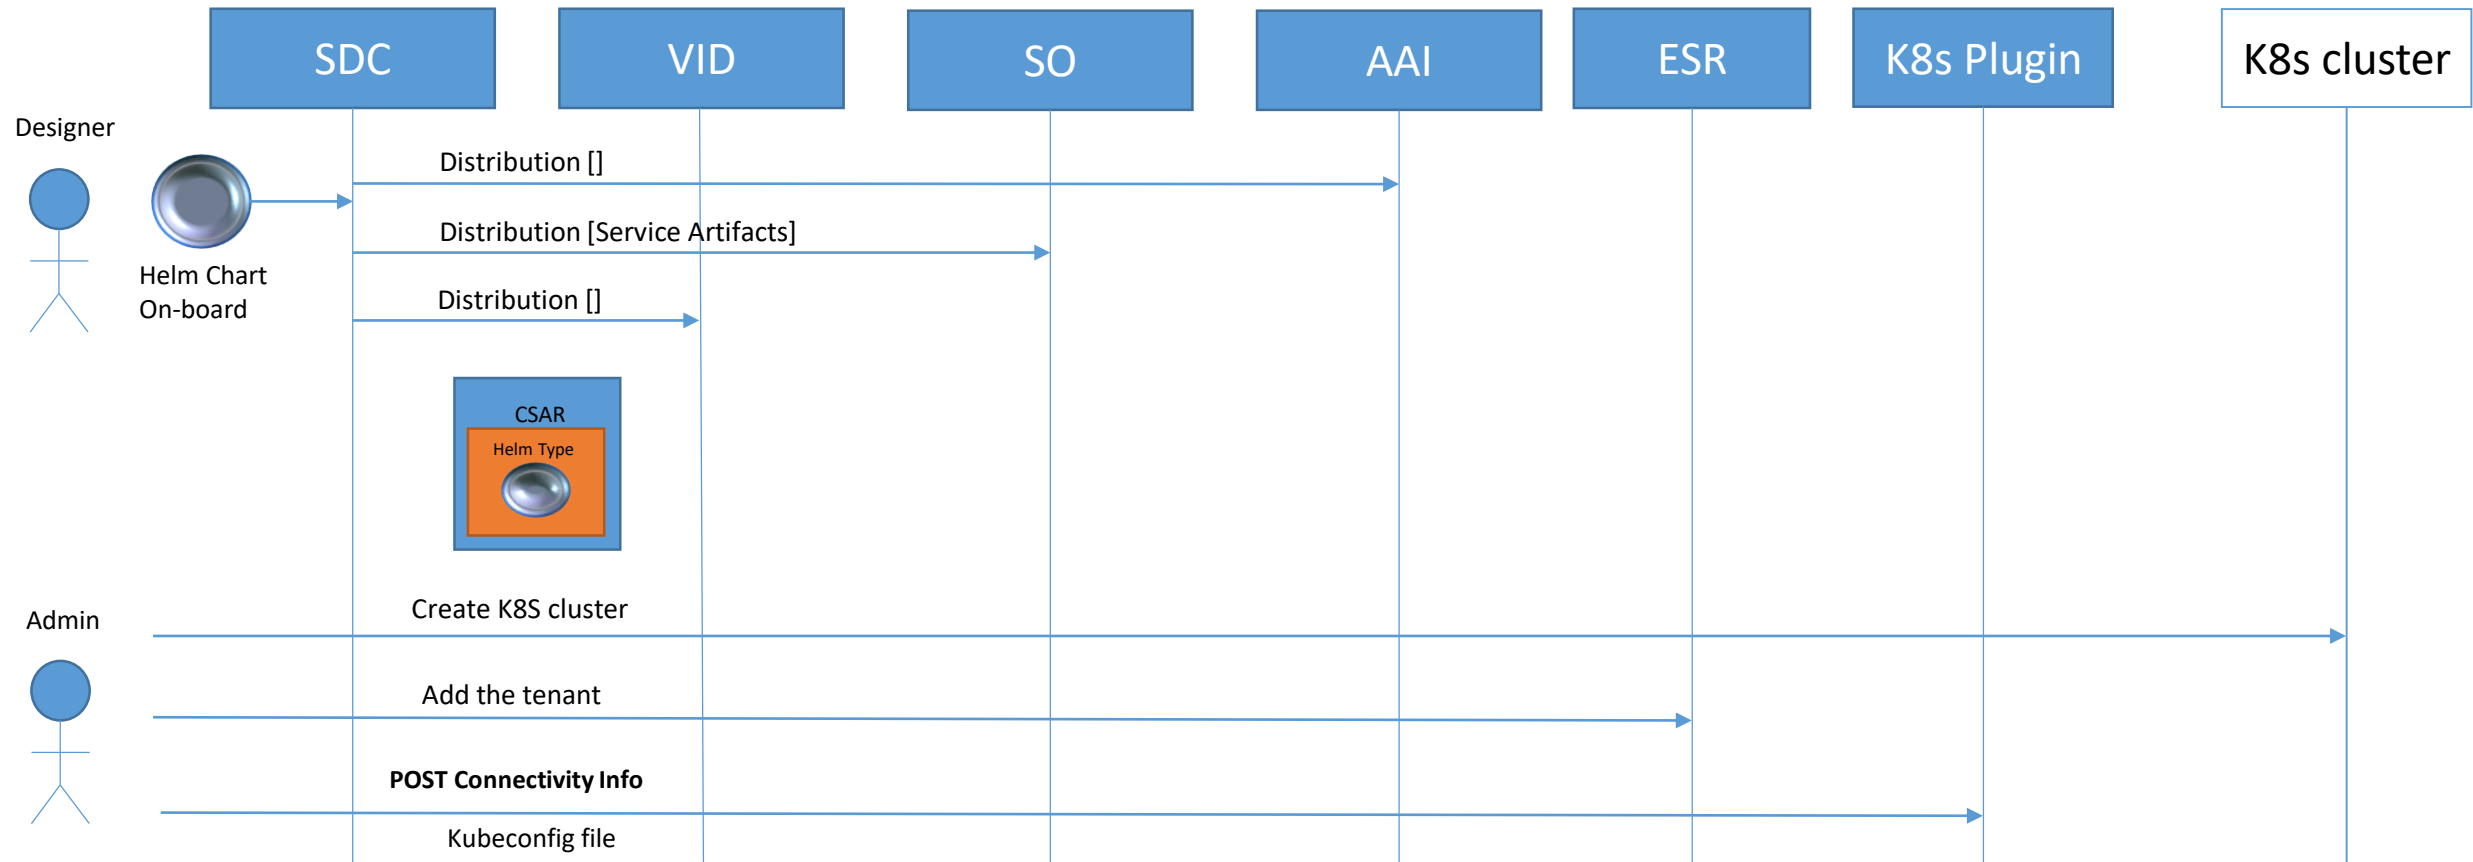 SDC
VID
SO
AAI
ESR
K8s Plugin
K8s cluster
Designer
Distribution []
Distribution [Service Artifacts]
Helm Chart
On-board
Distribution []
CSAR
Helm Type
Create K8S cluster
Admin
Add the tenant
POST Connectivity Info
Kubeconfig file